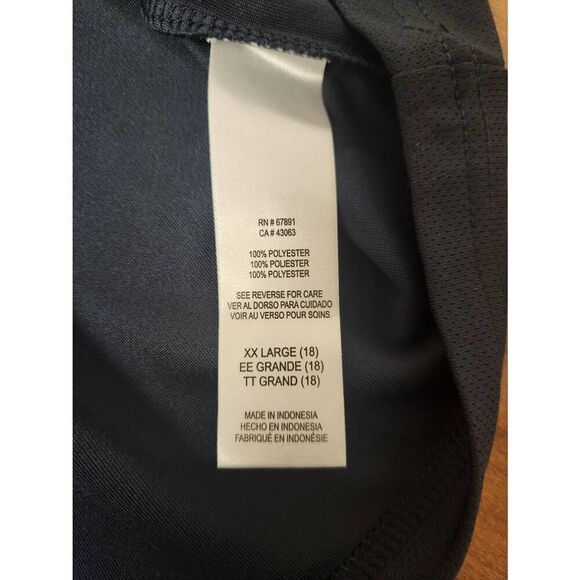 RN # 67891
CA # 43063
100% POLYESTER
100% POLYESTER
100% POLYESTER
SEE REVERSE FOR CARE
VER AL DORSO PARA CUIDADO
VOIR AU VERSO POUR SOINS
XX LARGE (18)
EE GRANDE (18)
TT GRAND (18)
MADE IN INDONESIA
HECHO EN INDONESIA
FABRIQUÉ EN INDONÉSIE